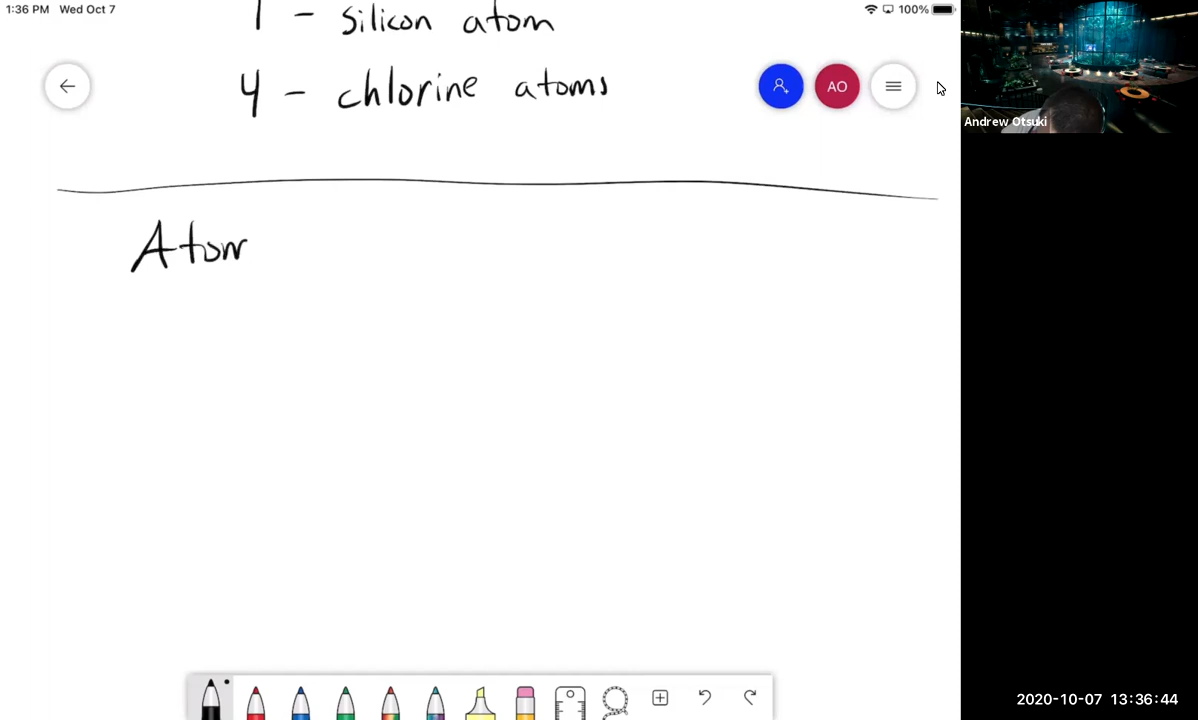 1:36 PM Wed Oct 7
100%
1 - silicon atom
4 - chlorine atoms
AO
Andrew Otsuki
Atom
2020-10-07 13:36:44